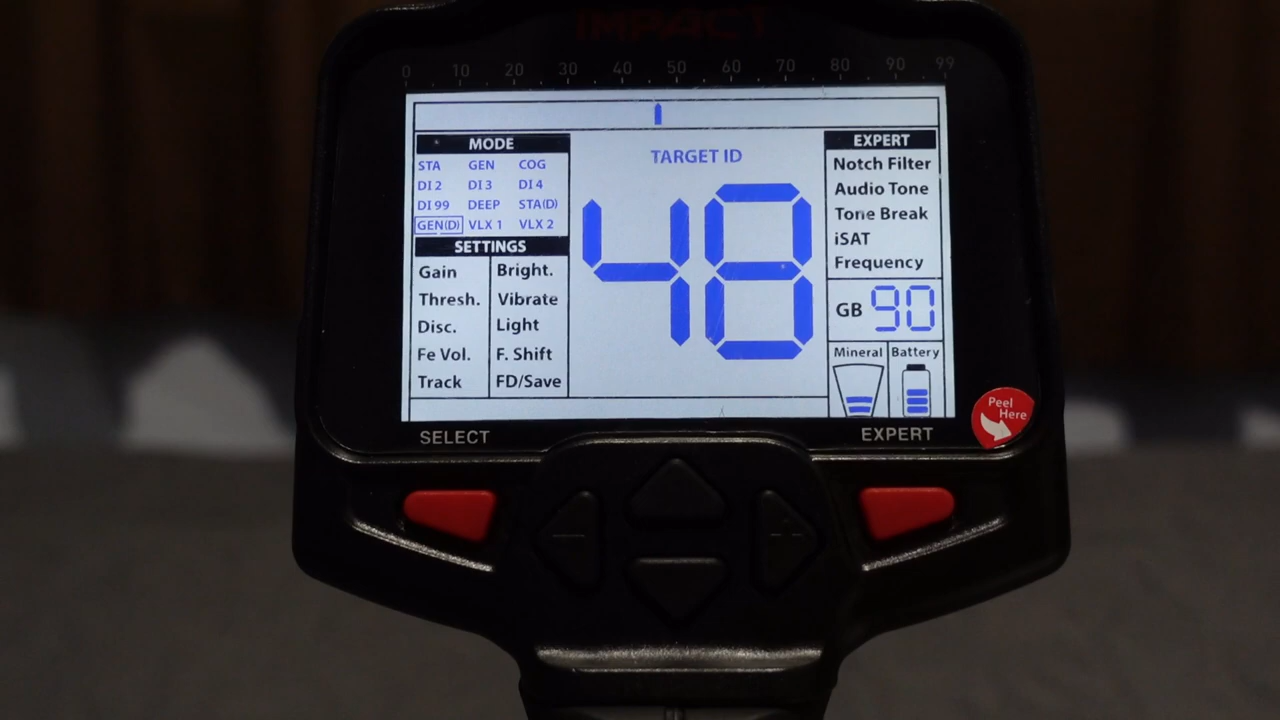 IMPACT
0 10 20 30 40 50 60 70 80 90 99
MODE
STA GEN COG
DI 2 DI 3 DI 4
DI 99 DEEP STA(D)
GEN(D) VLX 1 VLX 2
SETTINGS
Gain Bright.
Thresh. Vibrate
Disc. Light
Fe Vol. F. Shift
Track FD/Save
TARGET ID
48
EXPERT
Notch Filter
Audio Tone
Tone Break
iSAT
Frequency
GB 90
Mineral Battery
Peel
Here
SELECT EXPERT